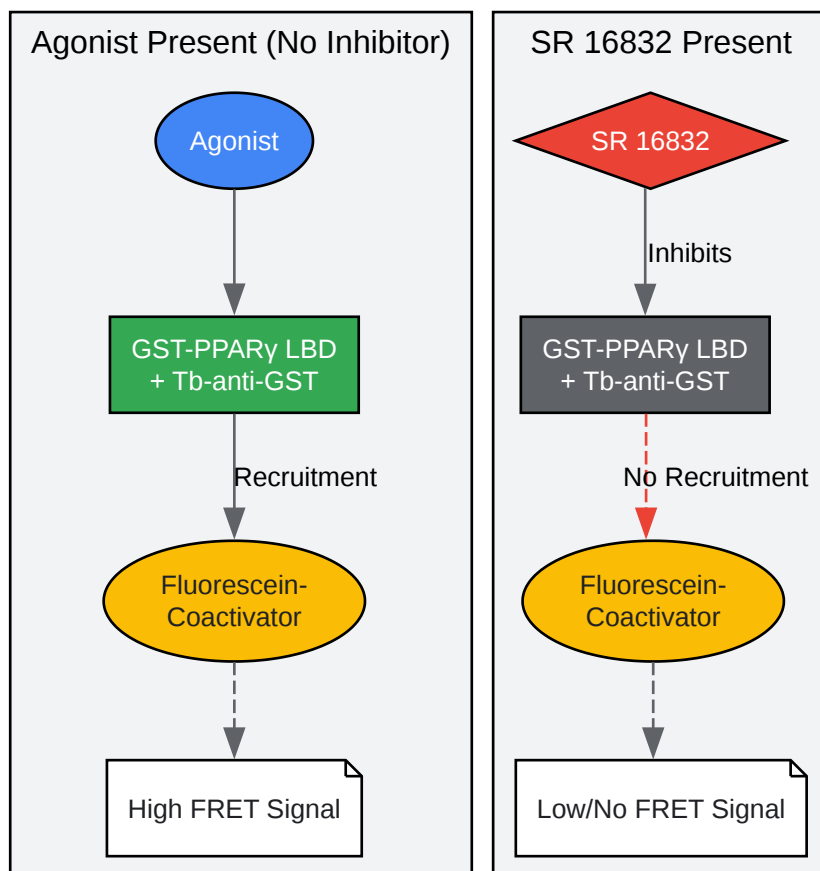 Agonist Present (No Inhibitor)
Agonist
GST-PPARγ LBD
+ Tb-anti-GST
Recruitment
Fluorescein-
Coactivator
High FRET Signal
SR 16832 Present
SR 16832
Inhibits
GST-PPARγ LBD
+ Tb-anti-GST
No Recruitment
Fluorescein-
Coactivator
Low/No FRET Signal